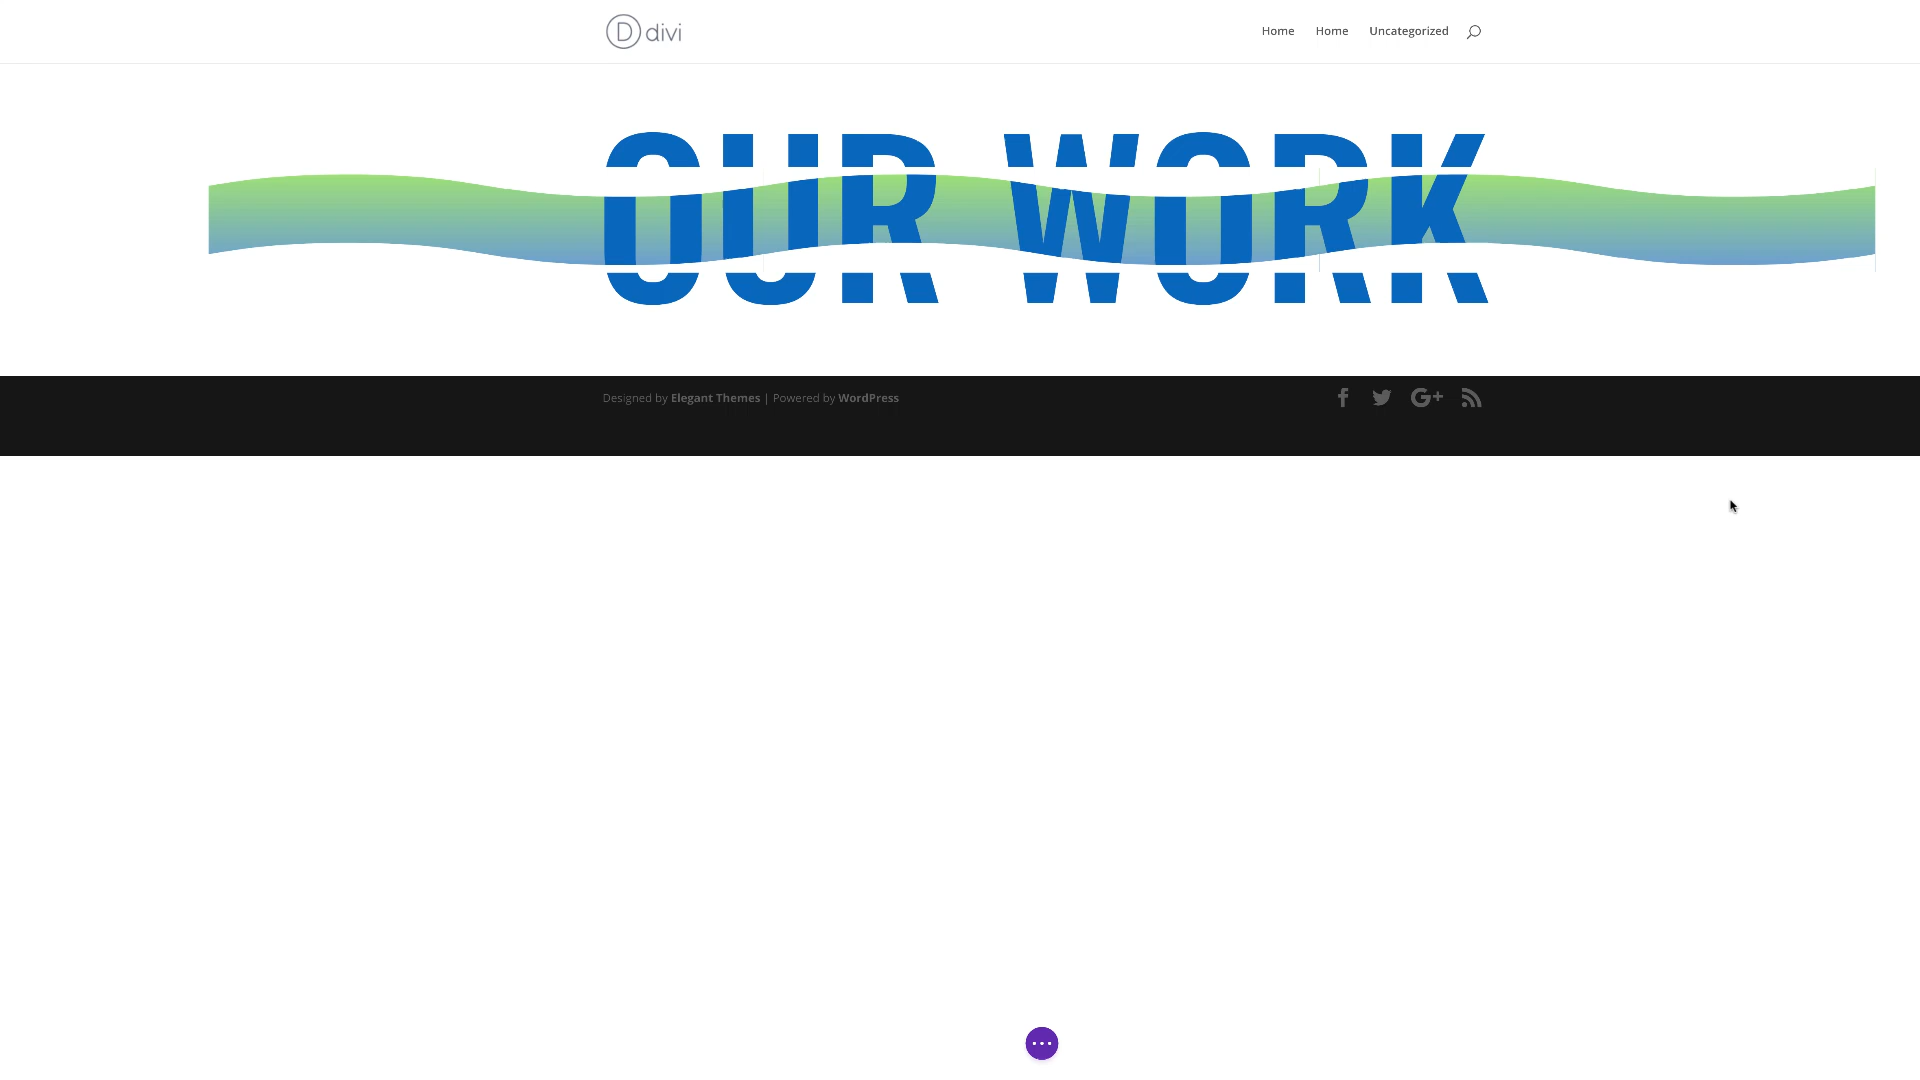 divi
Home Home Uncategorized
OUR WORK
Designed by Elegant Themes | Powered by WordPress